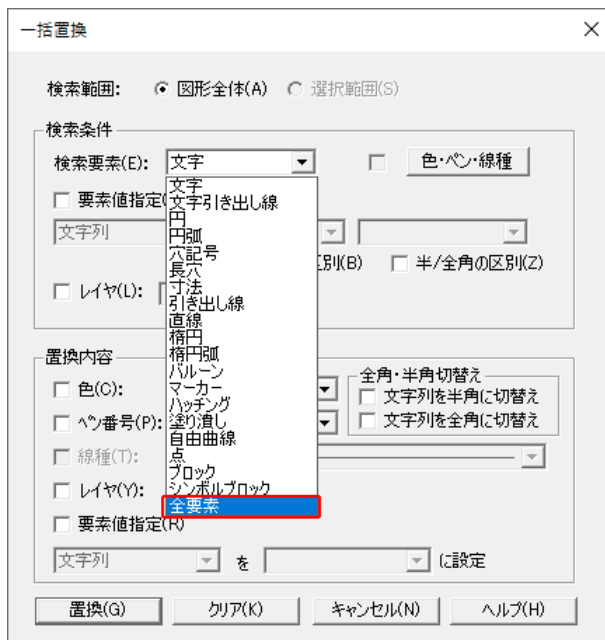 一括置換
検索範囲: 図形全体(A) 選択範囲(S)
検索条件
検索要素(E): 文字 色・ペン・線種
文字
要素値指定(
文字引き出し線
円
文字列
円弧
穴記号
区別(B) 半/全角の区別(Z)
長穴
寸法
レイヤ(L):
引き出し線
直線
楕円
楕円弧
置換内容
バルーン
全角・半角切替え
色(C):
マーカー
文字列を半角に切替え
ハッチング
ペン番号(P):
塗り潰し
文字列を全角に切替え
自由曲線
線種(T):
点
ブロック
レイヤ(Y):
シンボルブロック
全要素
要素値指定(R)
文字列 を に設定
置換(G) クリア(K) キャンセル(N) ヘルプ(H)